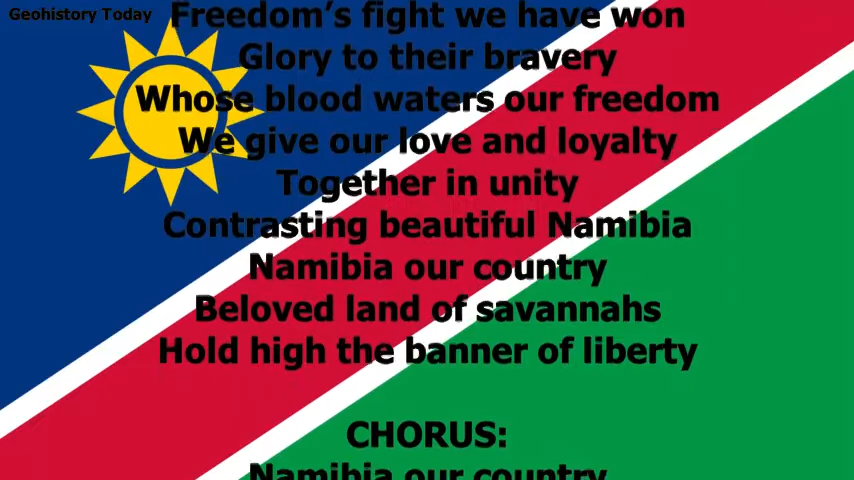 Geohistory Today
Freedom's fight we have won
Glory to their bravery
Whose blood waters our freedom
We give our love and loyalty
Together in unity
Contrasting beautiful Namibia
Namibia our country
Beloved land of savannahs
Hold high the banner of liberty
CHORUS:
Namibia our country